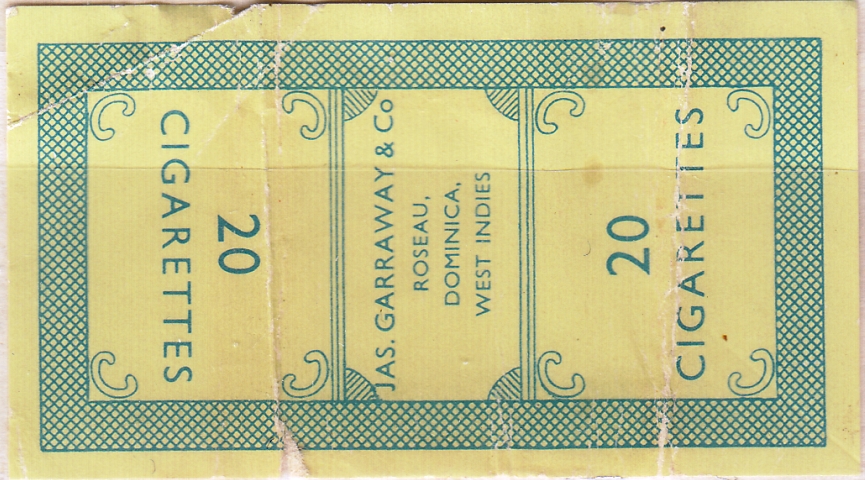 20
CIGARETTES
JAS. GARRAWAY & Co
ROSEAU,
DOMINICA,
WEST INDIES
20
CIGARETTES